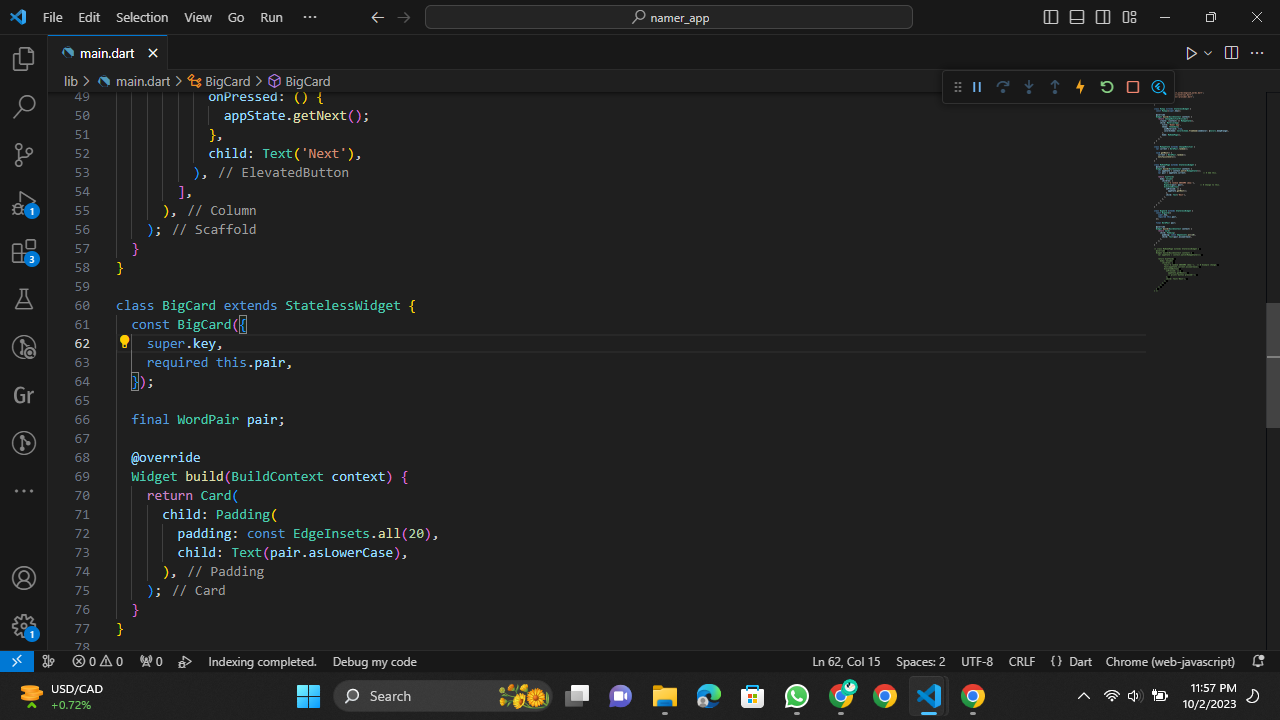 File Edit Selection View Go Run ··· namer_app
main.dart
lib > main.dart > BigCard > BigCard
49 onPressed: () {
50 appState.getNext();
51 },
52 child: Text('Next'),
53 ), // ElevatedButton
54 ],
55 ), // Column
56 ); // Scaffold
57 }
58 }
59
60 class BigCard extends StatelessWidget {
61 const BigCard({
62 super.key,
63 required this.pair,
64 });
65
66 final WordPair pair;
67
68 @override
69 Widget build(BuildContext context) {
70 return Card(
71 child: Padding(
72 padding: const EdgeInsets.all(20),
73 child: Text(pair.asLowerCase),
74 ), // Padding
75 ); // Card
76 }
77 }
78
1
3
Gr
1
0 0 0 Indexing completed. Debug my code Ln 62, Col 15 Spaces: 2 UTF-8 CRLF {} Dart Chrome (web-javascript)
USD/CAD
+0.72%
Search
11:57 PM
10/2/2023